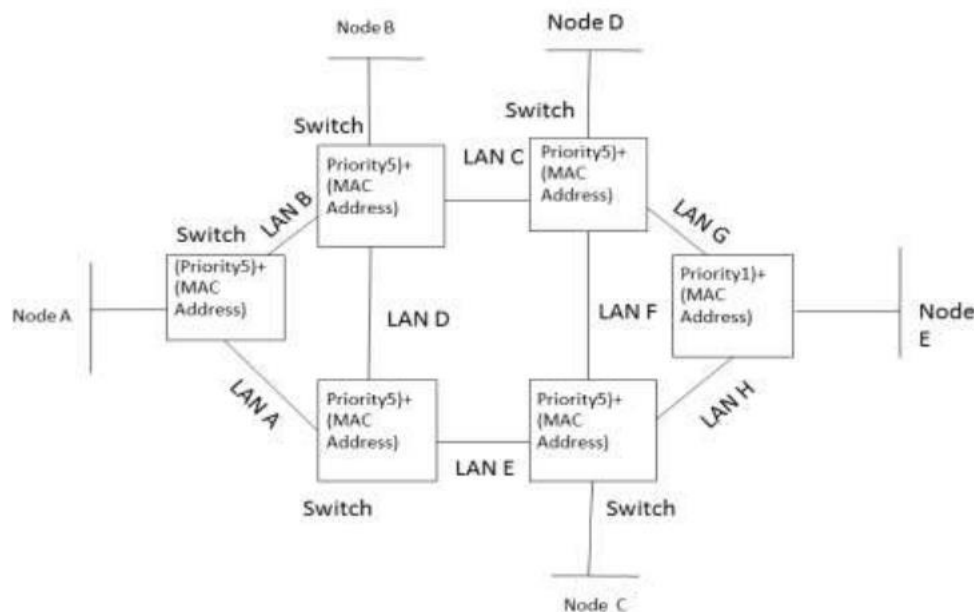 Node B
Node D
Switch
Switch
Priority5)+
(MAC
Address)
LAN C
Priority5)+
(MAC
Address)
LAN B
LAN G
Switch
(Priority5)+
(MAC
Address)
Priority1)+
(MAC
Address)
Node A
LAN D
LAN F
Node
E
LAN A
Priority5)+
(MAC
Address)
Priority5)+
(MAC
Address)
LAN H
LAN E
Switch
Switch
Node C